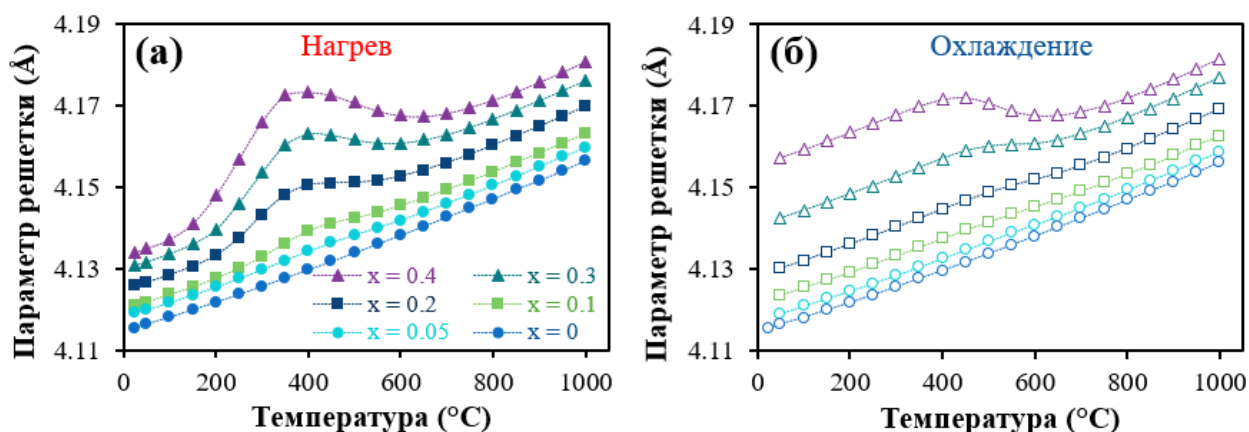 (а) Нагрев
Параметр решетки (Å)
4.19
4.17
4.15
4.13
4.11
x = 0.4 x = 0.3
x = 0.2 x = 0.1
x = 0.05 x = 0
0 200 400 600 800 1000
Температура (°C)
(б) Охлаждение
Параметр решетки (Å)
4.19
4.17
4.15
4.13
4.11
0 200 400 600 800 1000
Температура (°C)